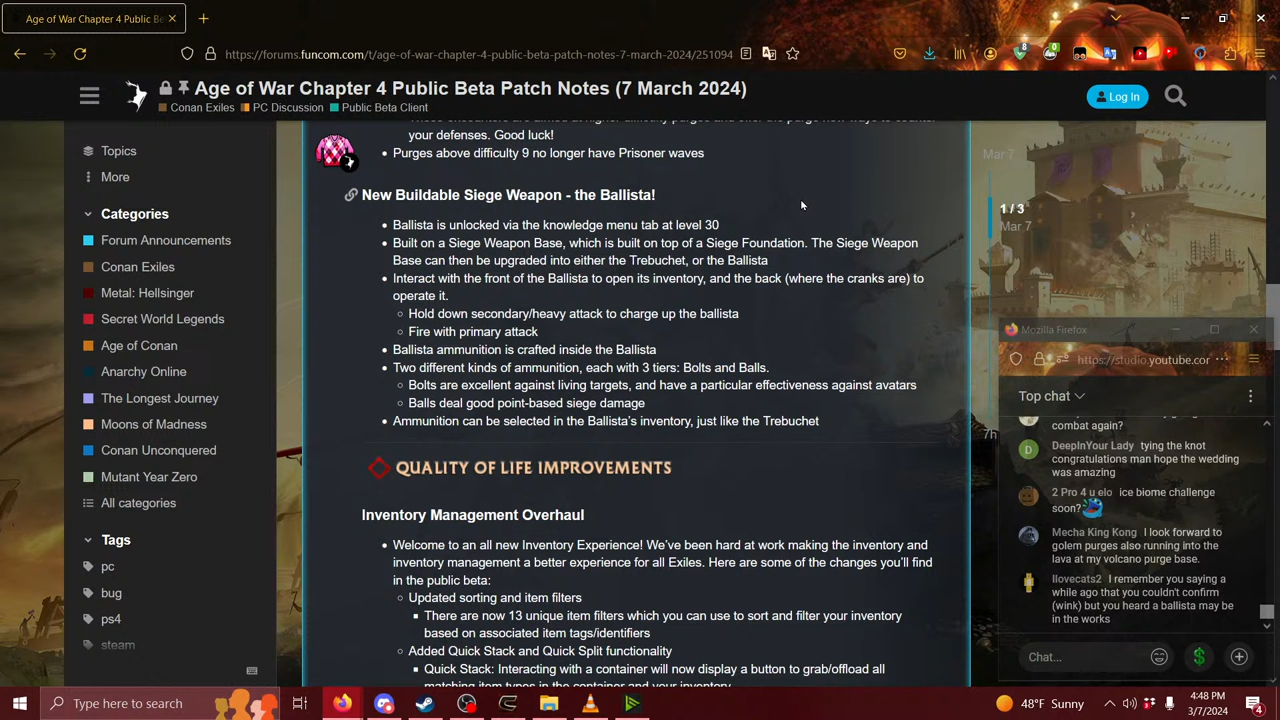 Age of War Chapter 4 Public Be
https://forums.funcom.com/t/age-of-war-chapter-4-public-beta-patch-notes-7-march-2024/251094
8
0
Age of War Chapter 4 Public Beta Patch Notes (7 March 2024)
Conan Exiles PC Discussion Public Beta Client
Log In
Topics
More
Categories
Forum Announcements
Conan Exiles
Metal: Hellsinger
Secret World Legends
Age of Conan
Anarchy Online
The Longest Journey
Moons of Madness
Conan Unconquered
Mutant Year Zero
All categories
Tags
pc
bug
ps4
steam
your defenses. Good luck!
Purges above difficulty 9 no longer have Prisoner waves
New Buildable Siege Weapon - the Ballista!
Ballista is unlocked via the knowledge menu tab at level 30
Built on a Siege Weapon Base, which is built on top of a Siege Foundation. The Siege Weapon
Base can then be upgraded into either the Trebuchet, or the Ballista
Interact with the front of the Ballista to open its inventory, and the back (where the cranks are) to
operate it.
Hold down secondary/heavy attack to charge up the ballista
Fire with primary attack
Ballista ammunition is crafted inside the Ballista
Two different kinds of ammunition, each with 3 tiers: Bolts and Balls.
Bolts are excellent against living targets, and have a particular effectiveness against avatars
Balls deal good point-based siege damage
Ammunition can be selected in the Ballista's inventory, just like the Trebuchet
QUALITY OF LIFE IMPROVEMENTS
Inventory Management Overhaul
Welcome to an all new Inventory Experience! We've been hard at work making the inventory and
inventory management a better experience for all Exiles. Here are some of the changes you'll find
in the public beta:
Updated sorting and item filters
There are now 13 unique item filters which you can use to sort and filter your inventory
based on associated item tags/identifiers
Added Quick Stack and Quick Split functionality
Quick Stack: Interacting with a container will now display a button to grab/offload all
matching item types in the container and your inventory
Mar 7
1 / 3
Mar 7
7h
Mozilla Firefox
https://studio.youtube.cor
Top chat
combat again?
D
DeepInYour Lady tying the knot
congratulations man hope the wedding
was amazing
2 Pro 4 u eio ice biome challenge
soon?
Mecha King Kong I look forward to
golem purges also running into the
lava at my volcano purge base.
Ilovecats2 I remember you saying a
while ago that you couldn't confirm
(wink) but you heard a ballista may be
in the works
Chat...
Type here to search
48°F Sunny
4:48 PM
3/7/2024
4